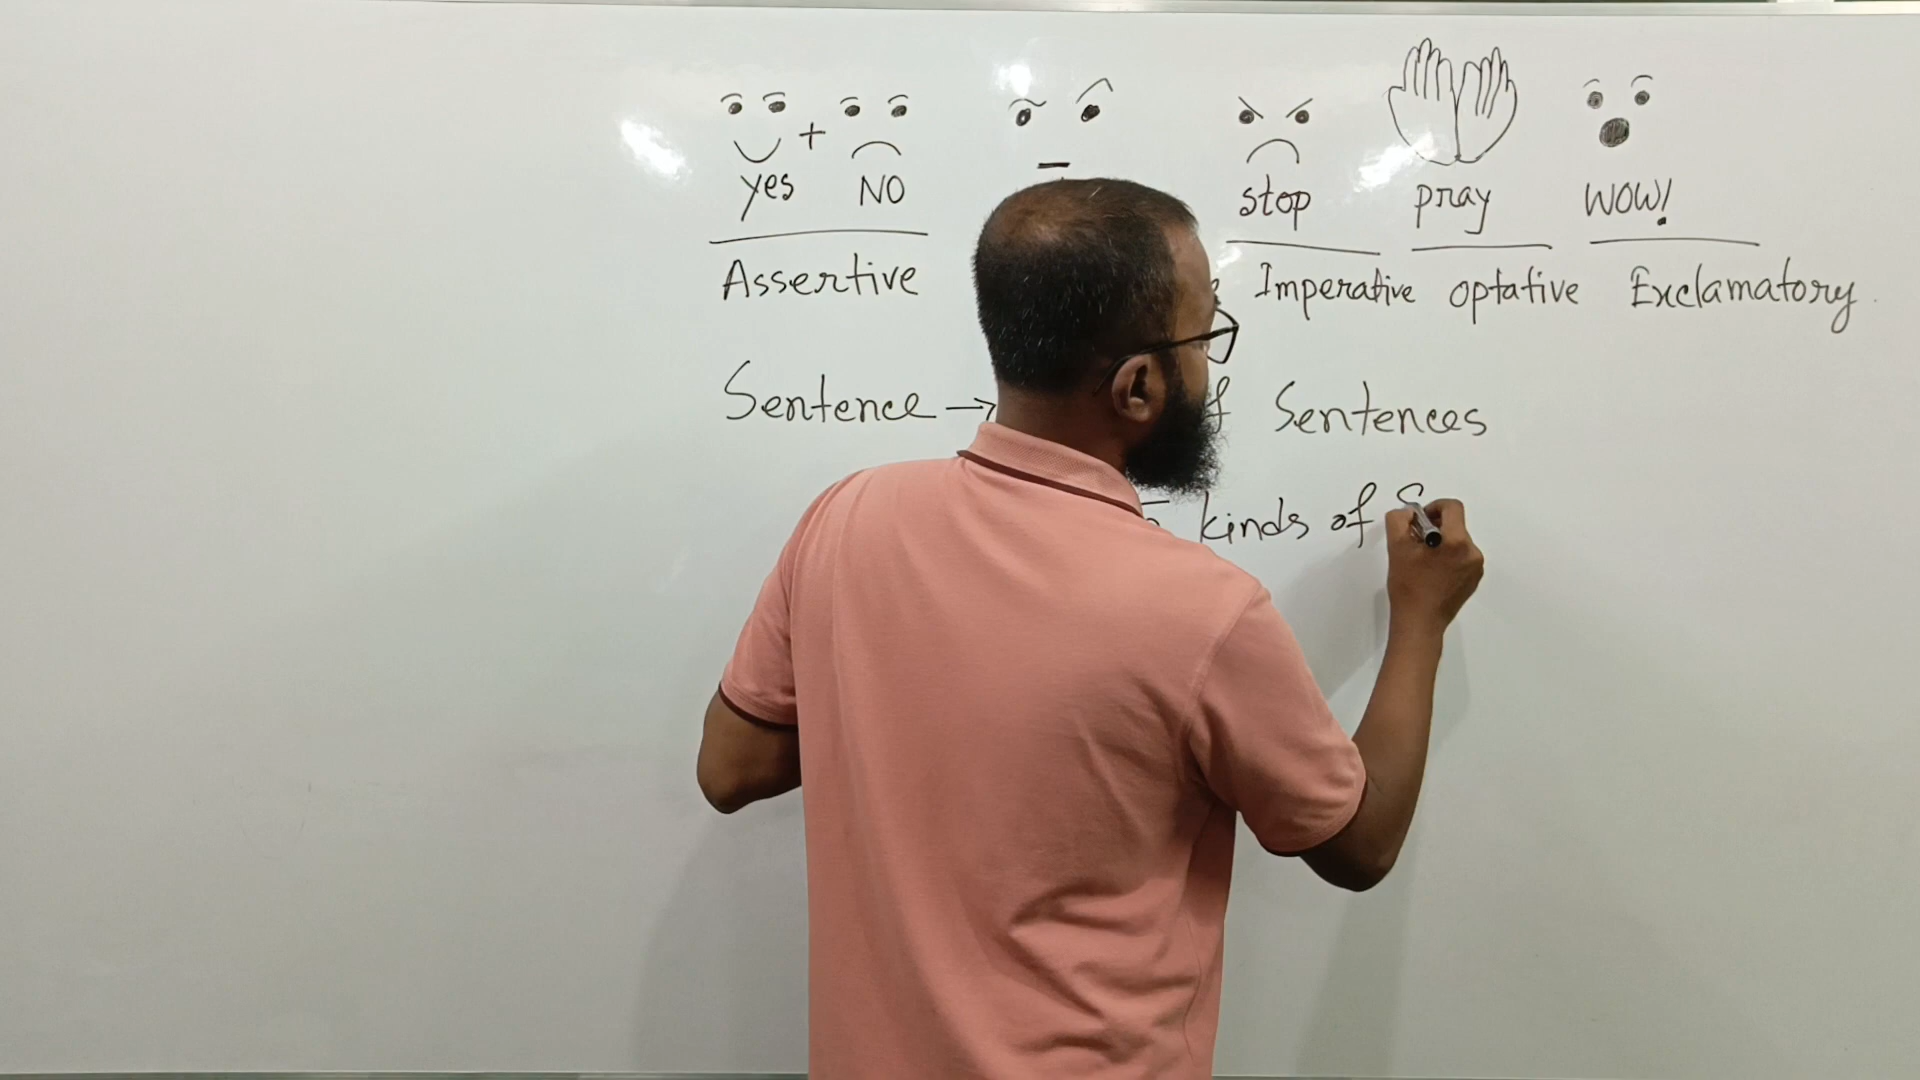 yes + NO stop pray WOW!
Assertive Imperative optative Exclamatory
Sentence → Sentences
kinds of S